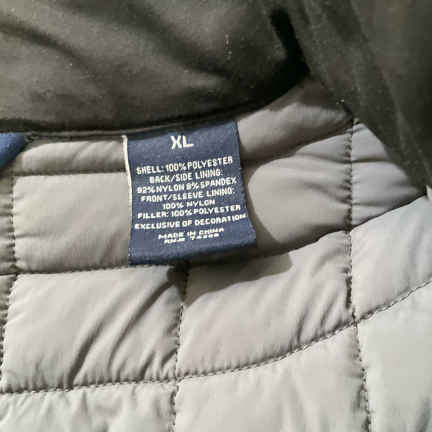 XL
SHELL: 100% POLYESTER
BACK/SIDE LINING:
92% NYLON 8% SPANDEX
FRONT/SLEEVE LINING:
100% NYLON
FILLER: 100% POLYESTER
EXCLUSIVE OF DECORATION
MADE IN CHINA
RN#